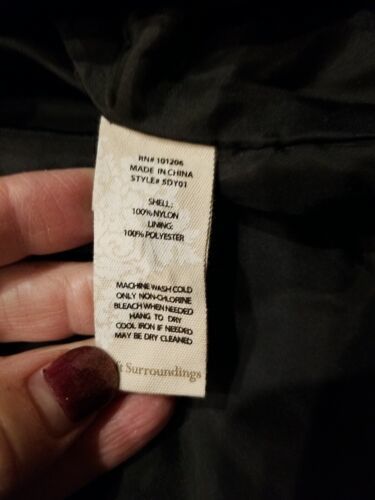 RN# 101206
MADE IN CHINA
STYLE# 5DY01
SHELL:
100% NYLON
LINING:
100% POLYESTER
MACHINE WASH COLD
ONLY NON-CHLORINE
BLEACH WHEN NEEDED
HANG TO DRY
COOL IRON IF NEEDED
MAY BE DRY CLEANED
Surroundings